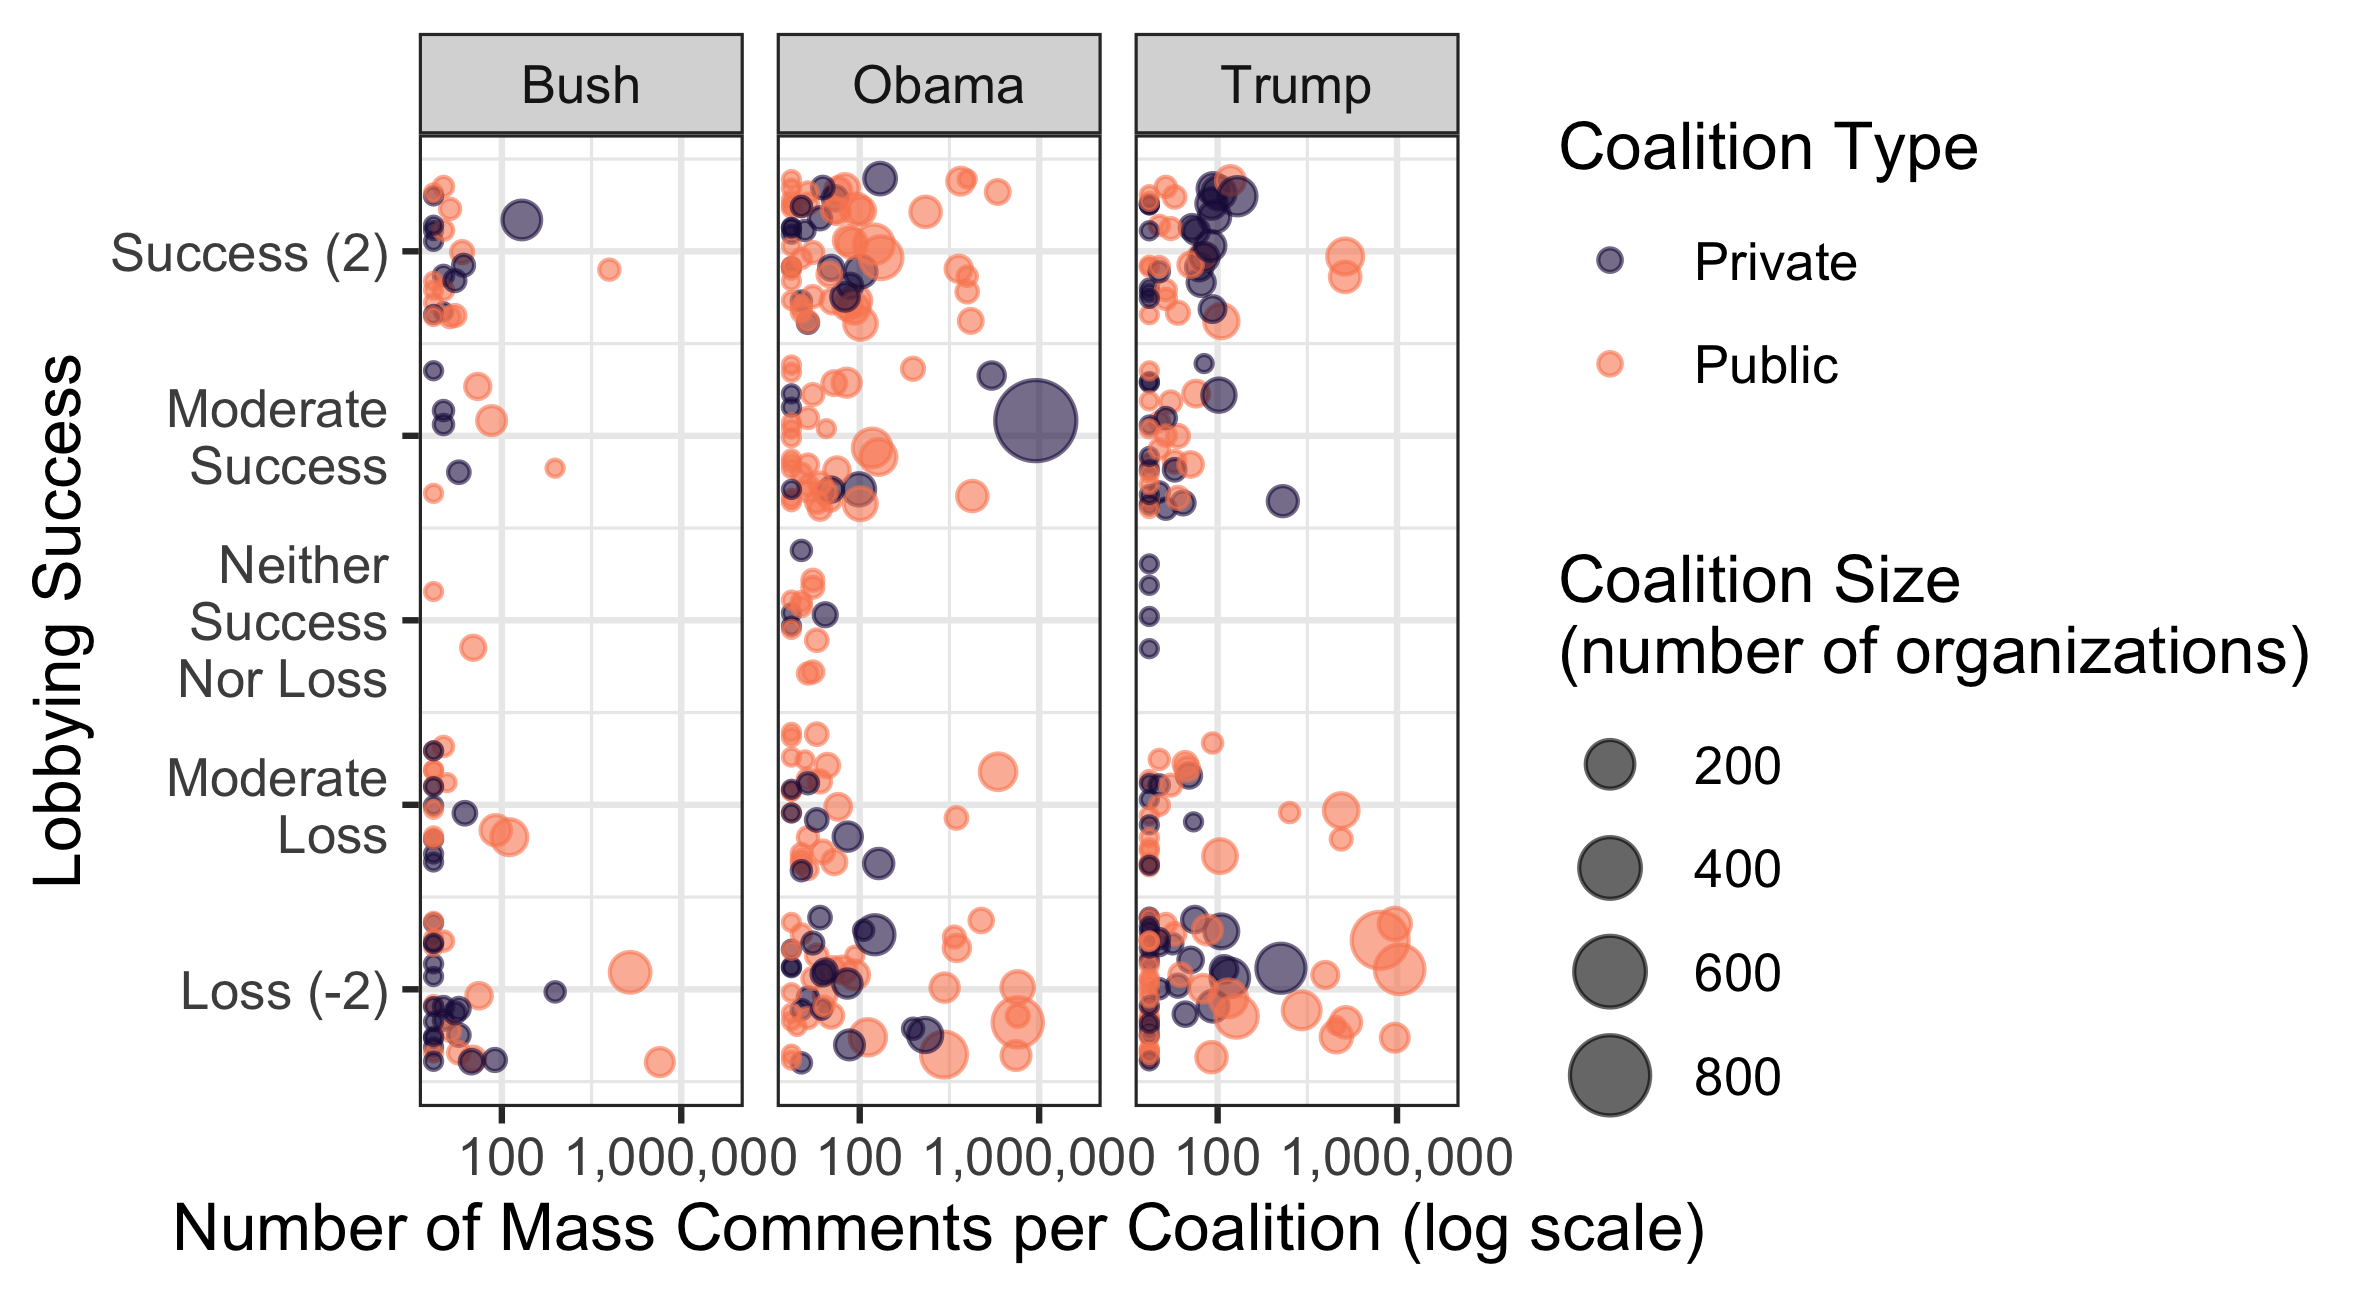 Bush
Obama
Trump
Lobbying Success
Success (2)
Moderate
Success
Neither
Success
Nor Loss
Moderate
Loss
Loss (-2)
100 1,000,000 100 1,000,000 100 1,000,000
Number of Mass Comments per Coalition (log scale)
Coalition Type
Private
Public
Coalition Size
(number of organizations)
200
400
600
800